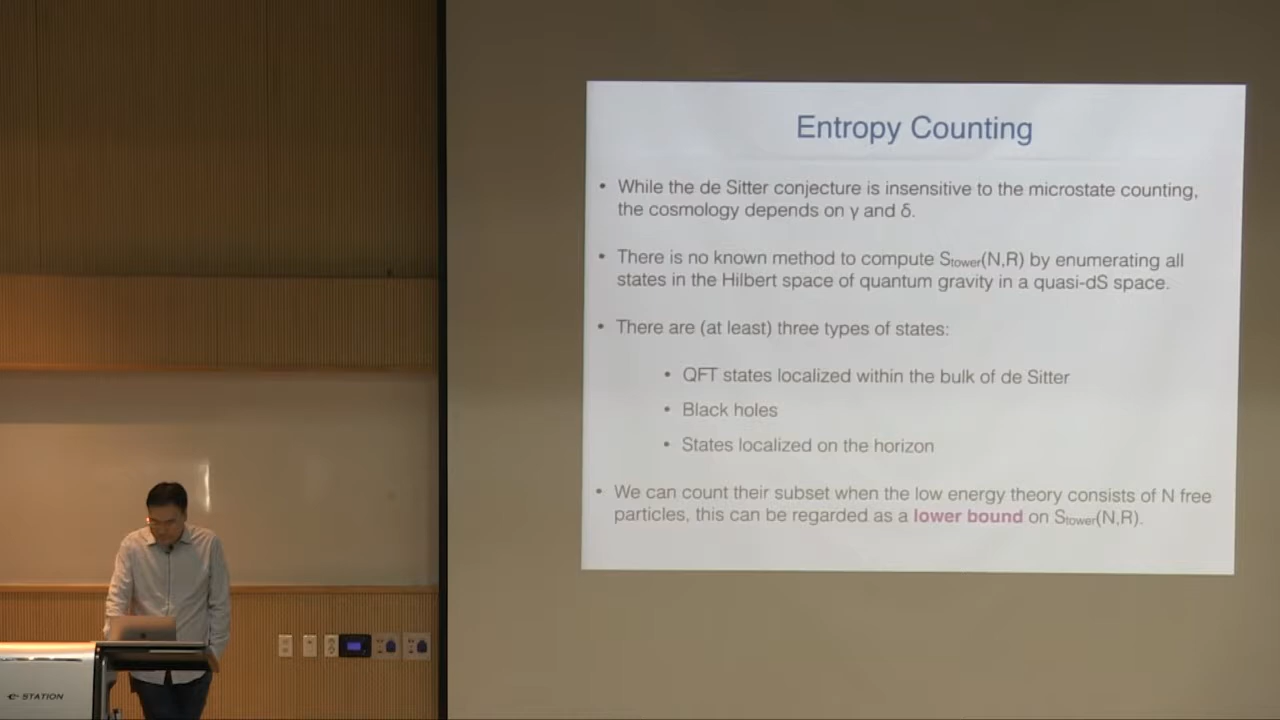 Entropy Counting
• While the de Sitter conjecture is insensitive to the microstate counting,
the cosmology depends on γ and δ.
• There is no known method to compute Stower(N,R) by enumerating all
states in the Hilbert space of quantum gravity in a quasi-dS space.
• There are (at least) three types of states:
• QFT states localized within the bulk of de Sitter
• Black holes
• States localized on the horizon
• We can count their subset when the low energy theory consists of N free
particles, this can be regarded as a lower bound on Stower(N,R).
e-STATION